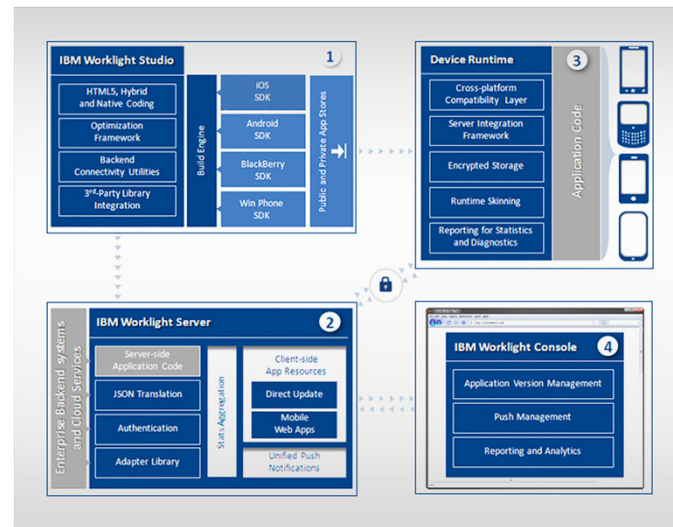 IBM Worklight Studio
1
HTML5, Hybrid
and Native Coding
Optimization
Framework
Backend
Connectivity Utilities
3rd-Party Library
Integration
Build Engine
iOS
SDK
Android
SDK
BlackBerry
SDK
Win Phone
SDK
Public and Private App Stores
Device Runtime
3
Cross-platform
Compatibility Layer
Server Integration
Framework
Encrypted Storage
Runtime Skinning
Reporting for Statistics
and Diagnostics
Application Code
Enterprise Backend systems
and Cloud Services
IBM Worklight Server
2
Server-side
Application Code
JSON Translation
Authentication
Adapter Library
Stats Aggregation
Client-side
App Resources
Direct Update
Mobile
Web Apps
Unified Push
Notifications
IBM Worklight Console
4
Application Version Management
Push Management
Reporting and Analytics